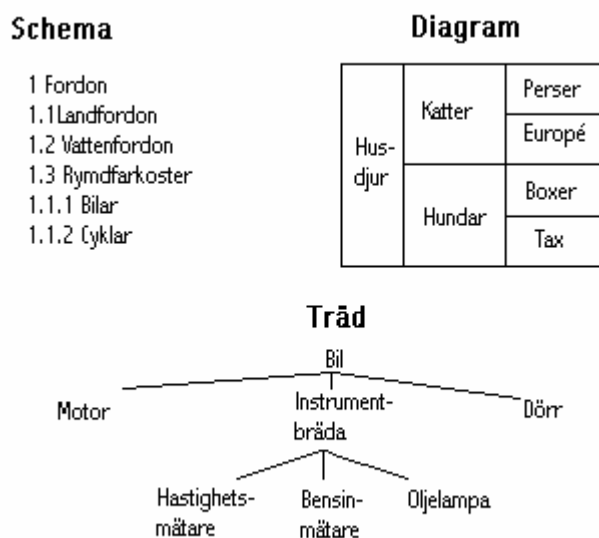 Schema
1 Fordon
1.1Landfordon
1.2 Vattenfordon
1.3 Rymdfarkoster
1.1.1 Bilar
1.1.2 Cyklar
Diagram
Hus-
djur
Katter
Perser
Europé
Hundar
Boxer
Tax
Träd
Bil
Motor
Instrument-
bräda
Dörr
Hastighets-
mätare
Bensin-
mätare
Oljelampa